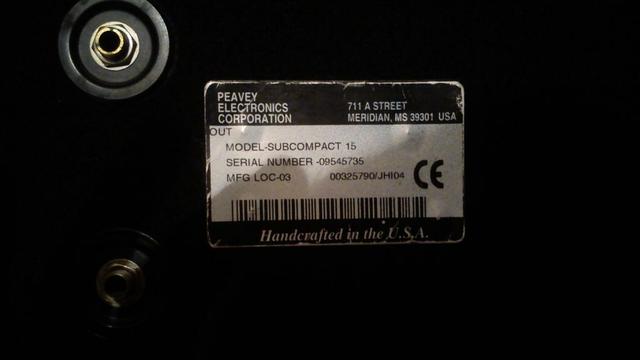 PEAVEY
ELECTRONICS
CORPORATION
711 A STREET
MERIDIAN, MS 39301 USA
OUT
MODEL-SUBCOMPACT 15
SERIAL NUMBER -09545735
MFG LOC-03 00325790/JHI04 CE
Handcrafted in the U.S.A.